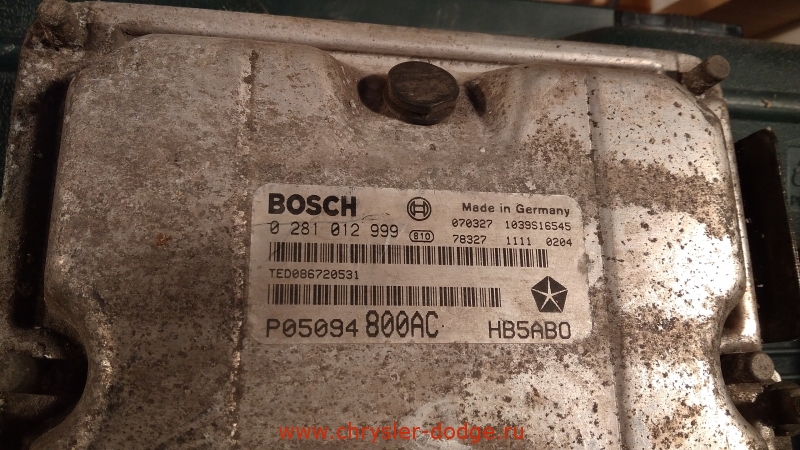 BOSCH Made in Germany
0 281 012 999 070327 1039S16545
810 78327 1111 0204
TED086720531
P05094 800AC HB5ABO
www.chrysler-dodge.ru